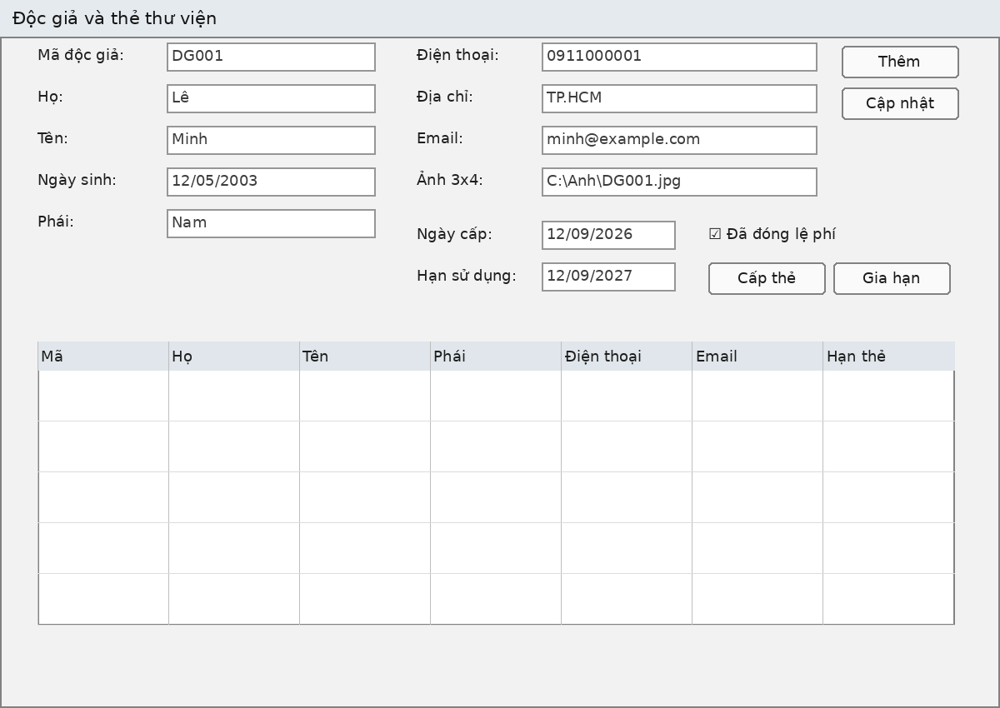 Độc giả và thẻ thư viện
Mã độc giả: DG001 Điện thoại: 0911000001 Thêm
Họ: Lê Địa chỉ: TP.HCM Cập nhật
Tên: Minh Email: minh@example.com
Ngày sinh: 12/05/2003 Ảnh 3x4: C:\Anh\DG001.jpg
Phái: Nam
Ngày cấp: 12/09/2026 ☑ Đã đóng lệ phí
Hạn sử dụng: 12/09/2027 Cấp thẻ Gia hạn
Mã Họ Tên Phái Điện thoại Email Hạn thẻ